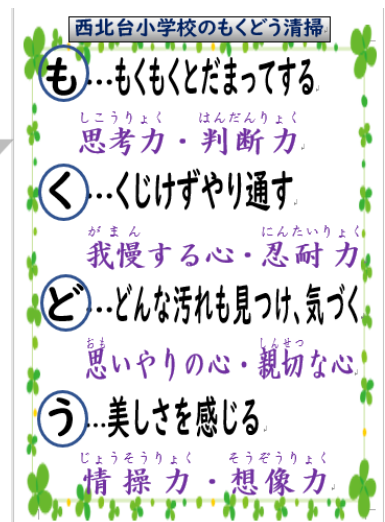 西北台小学校のもくどう清掃
も…もくもくとだまってする
しこうりょく はんだんりょく
思考力・判断力
く…くじけずやり通す
がまん にんたいりょく
我慢する心・忍耐力
ど…どんな汚れも見つけ、気づく
おも しんせつ
思いやりの心・親切な心
う…美しさを感じる
じょうそうりょく そうぞうりょく
情操力・想像力